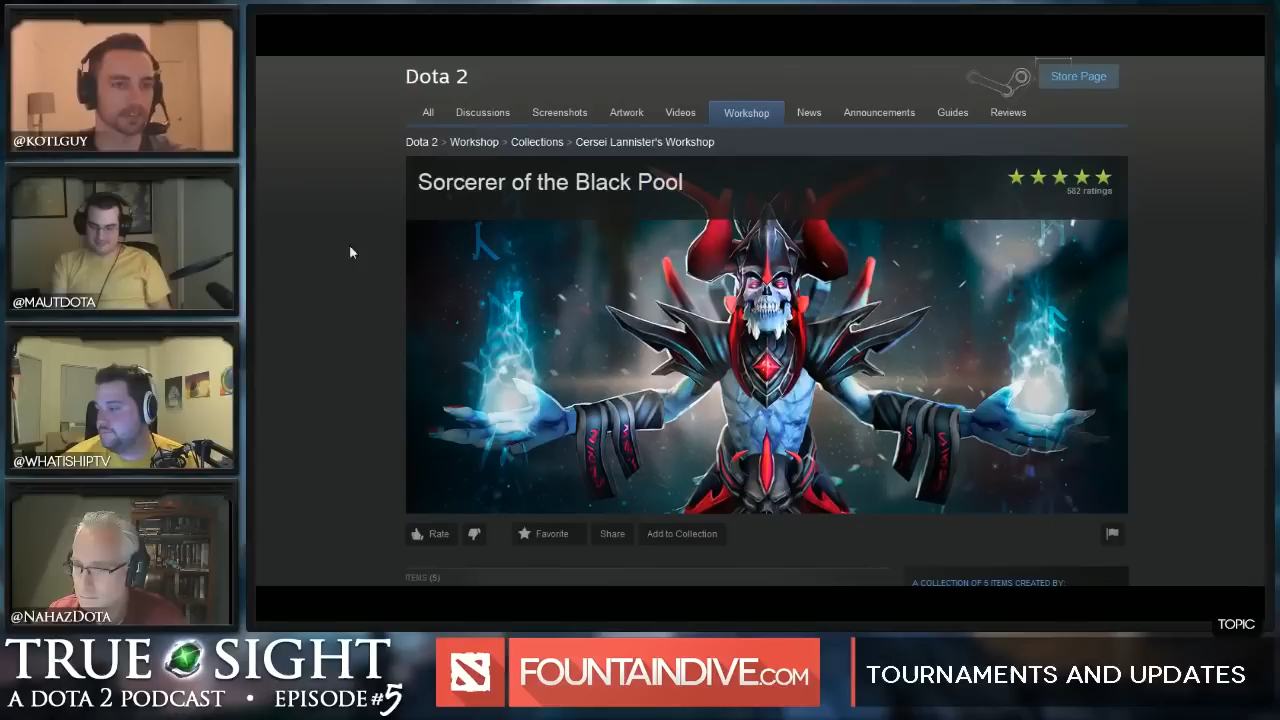 @KOTLGUY
@MAUTDOTA
@WHATISHIPTV
@NAHAZDOTA
Dota 2
Store Page
All Discussions Screenshots Artwork Videos Workshop News Announcements Guides Reviews
Dota 2 > Workshop > Collections > Cersei Lannister's Workshop
Sorcerer of the Black Pool
582 ratings
Rate Favorite Share Add to Collection
ITEMS (5)
A COLLECTION OF 5 ITEMS CREATED BY:
TOPIC
TRUE SIGHT
A DOTA 2 PODCAST • EPISODE #5
FOUNTAINDIVE.COM
TOURNAMENTS AND UPDATES